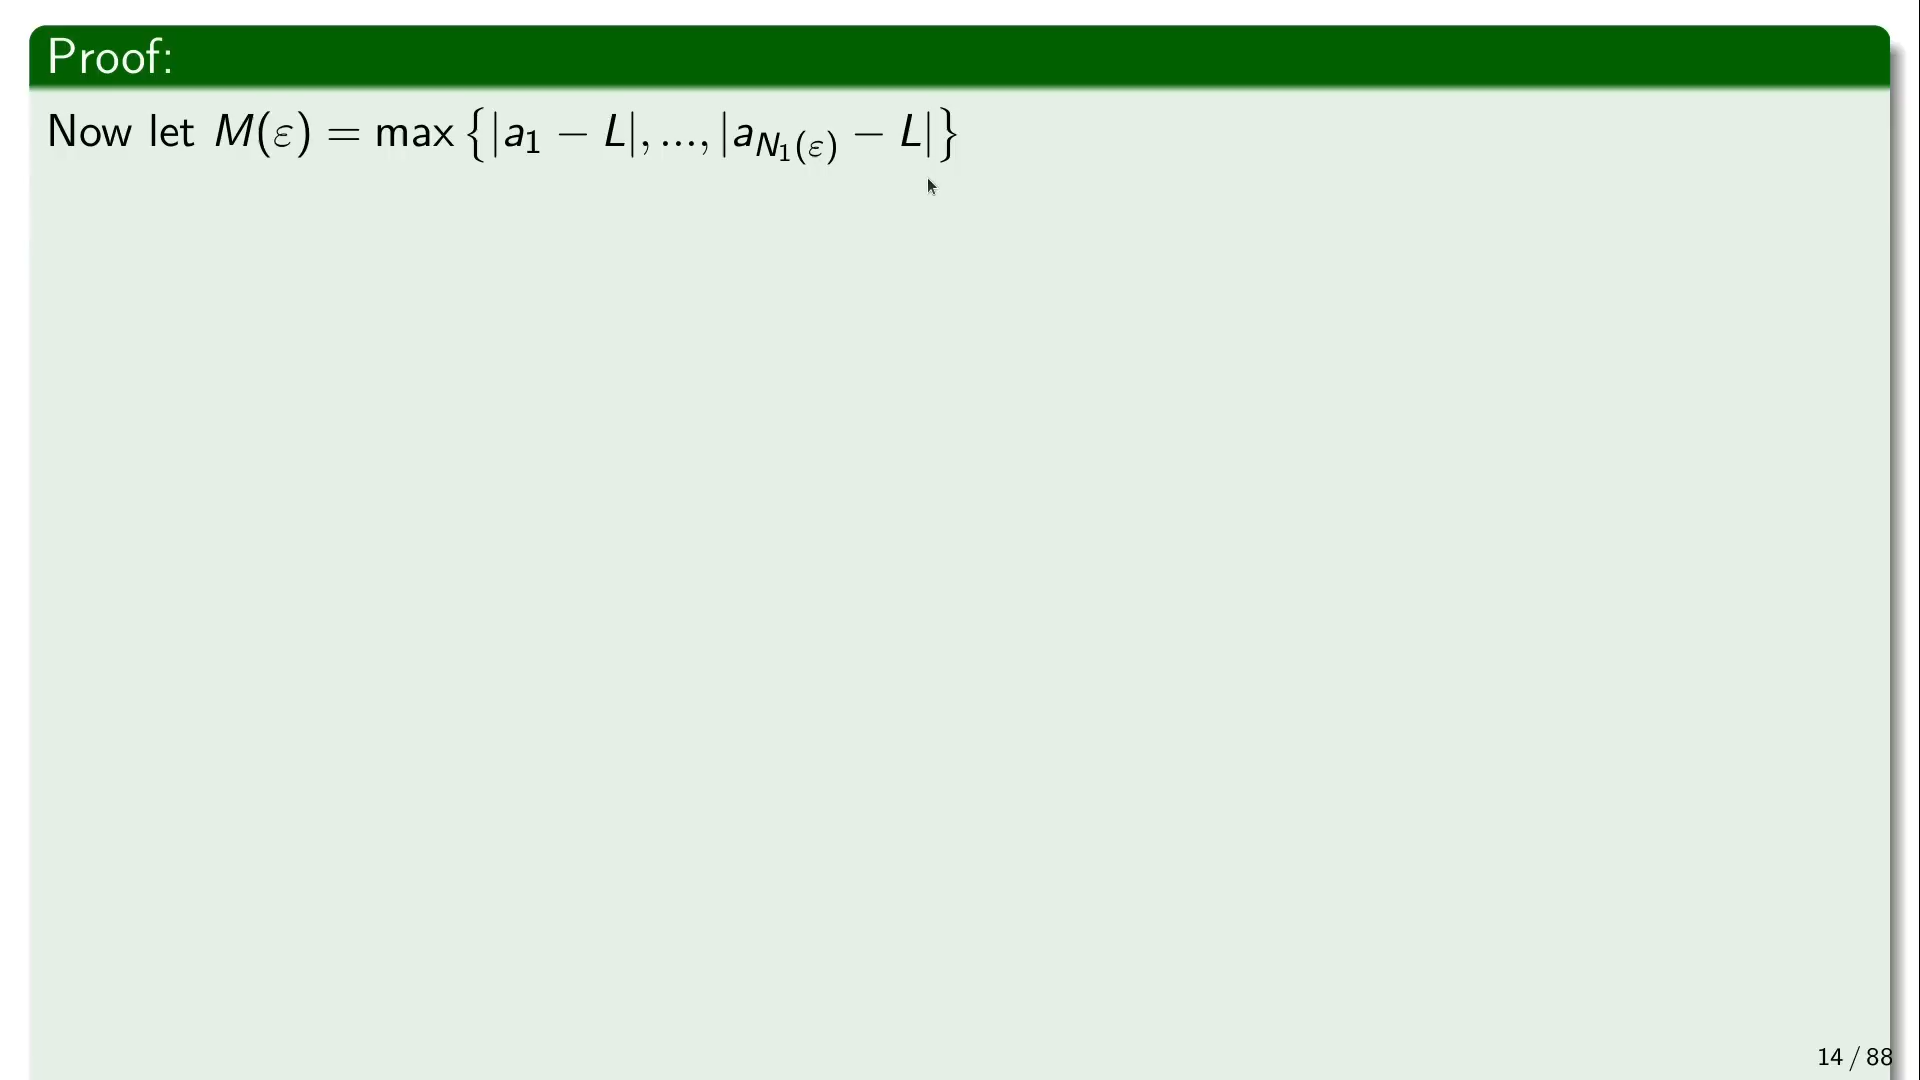 Proof:
Now let M(ε) = max {|a₁ − L|, ..., |a_{N₁(ε)} − L|}
14 / 88